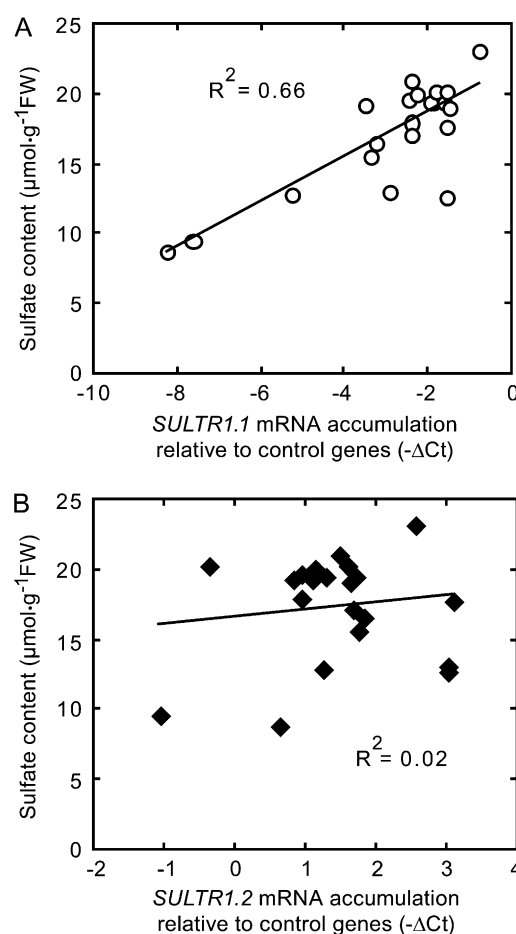 A
25
20
15
10
5
0
Sulfate content (µmol·g⁻¹FW)
R² = 0.66
-10 -8 -6 -4 -2 0
SULTR1.1 mRNA accumulation
relative to control genes (-ΔCt)
B
25
20
15
10
5
0
Sulfate content (µmol·g⁻¹FW)
R² = 0.02
-2 -1 0 1 2 3 4
SULTR1.2 mRNA accumulation
relative to control genes (-ΔCt)